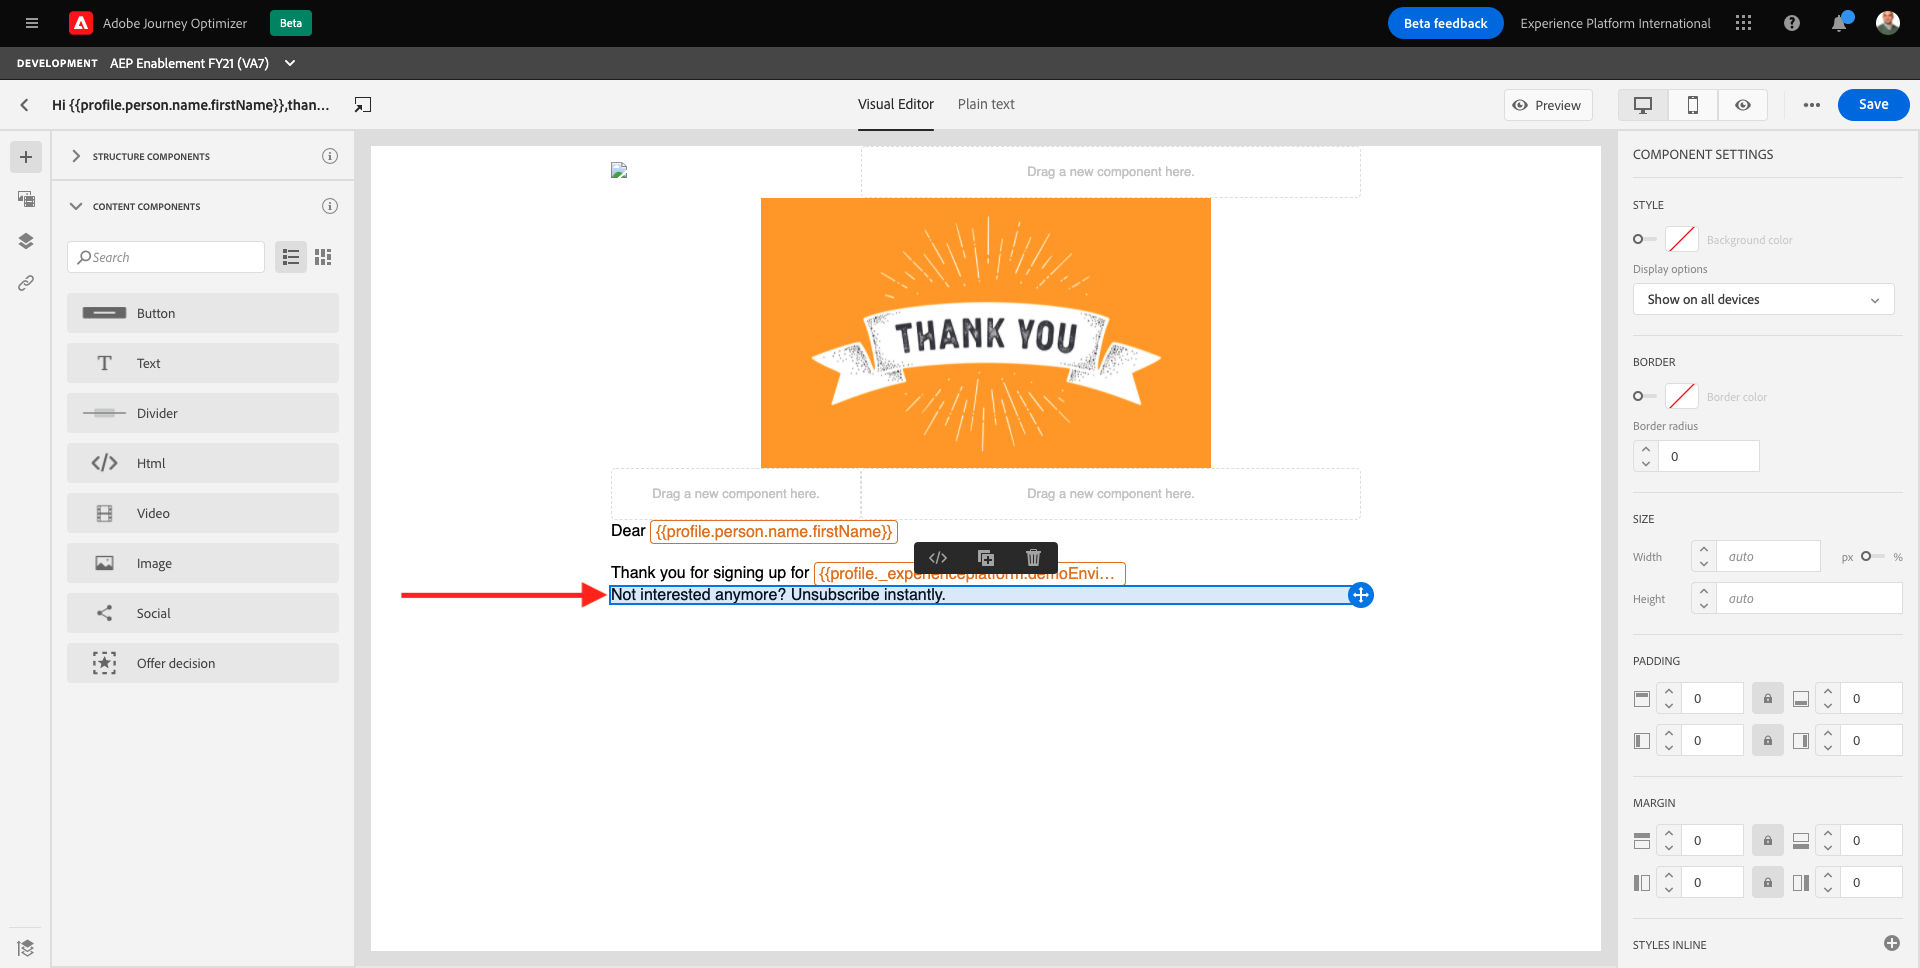 Adobe Journey Optimizer Beta Beta feedback Experience Platform International
DEVELOPMENT AEP Enablement FY21 (VA7)
Hi {{profile.person.name.firstName}},than... Visual Editor Plain text Preview Save
STRUCTURE COMPONENTS
CONTENT COMPONENTS
Search
Button
Text
Divider
Html
Video
Image
Social
Offer decision
Drag a new component here.
THANK YOU
Drag a new component here. Drag a new component here.
Dear {{profile.person.name.firstName}}
Thank you for signing up for {{profile._experienceplatform.demoEnvi...
Not interested anymore? Unsubscribe instantly.
COMPONENT SETTINGS
STYLE
Background color
Display options
Show on all devices
BORDER
Border color
Border radius
0
SIZE
Width auto px %
Height auto
PADDING
0 0
0 0
MARGIN
0 0
0 0
STYLES INLINE